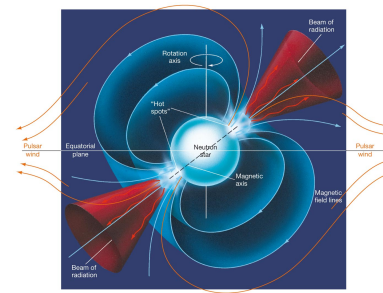 Beam of
radiation
Rotation
axis
"Hot
spots"
Pulsar
wind
Equatorial
plane
Neutron
star
Pulsar
wind
Magnetic
axis
Magnetic
field lines
Beam of
radiation